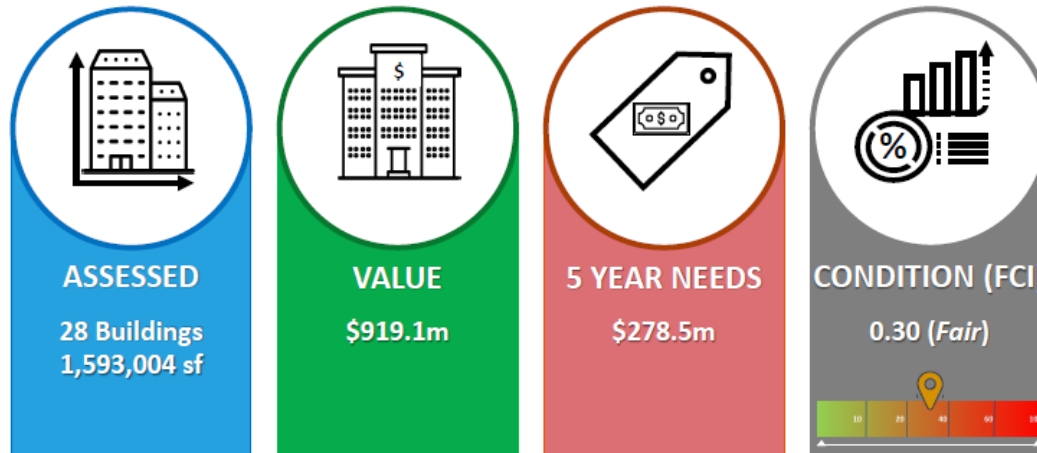 $
$
%
ASSESSED
28 Buildings
1,593,004 sf
VALUE
$919.1m
5 YEAR NEEDS
$278.5m
CONDITION (FCI
0.30 (Fair)
10 20 40 60